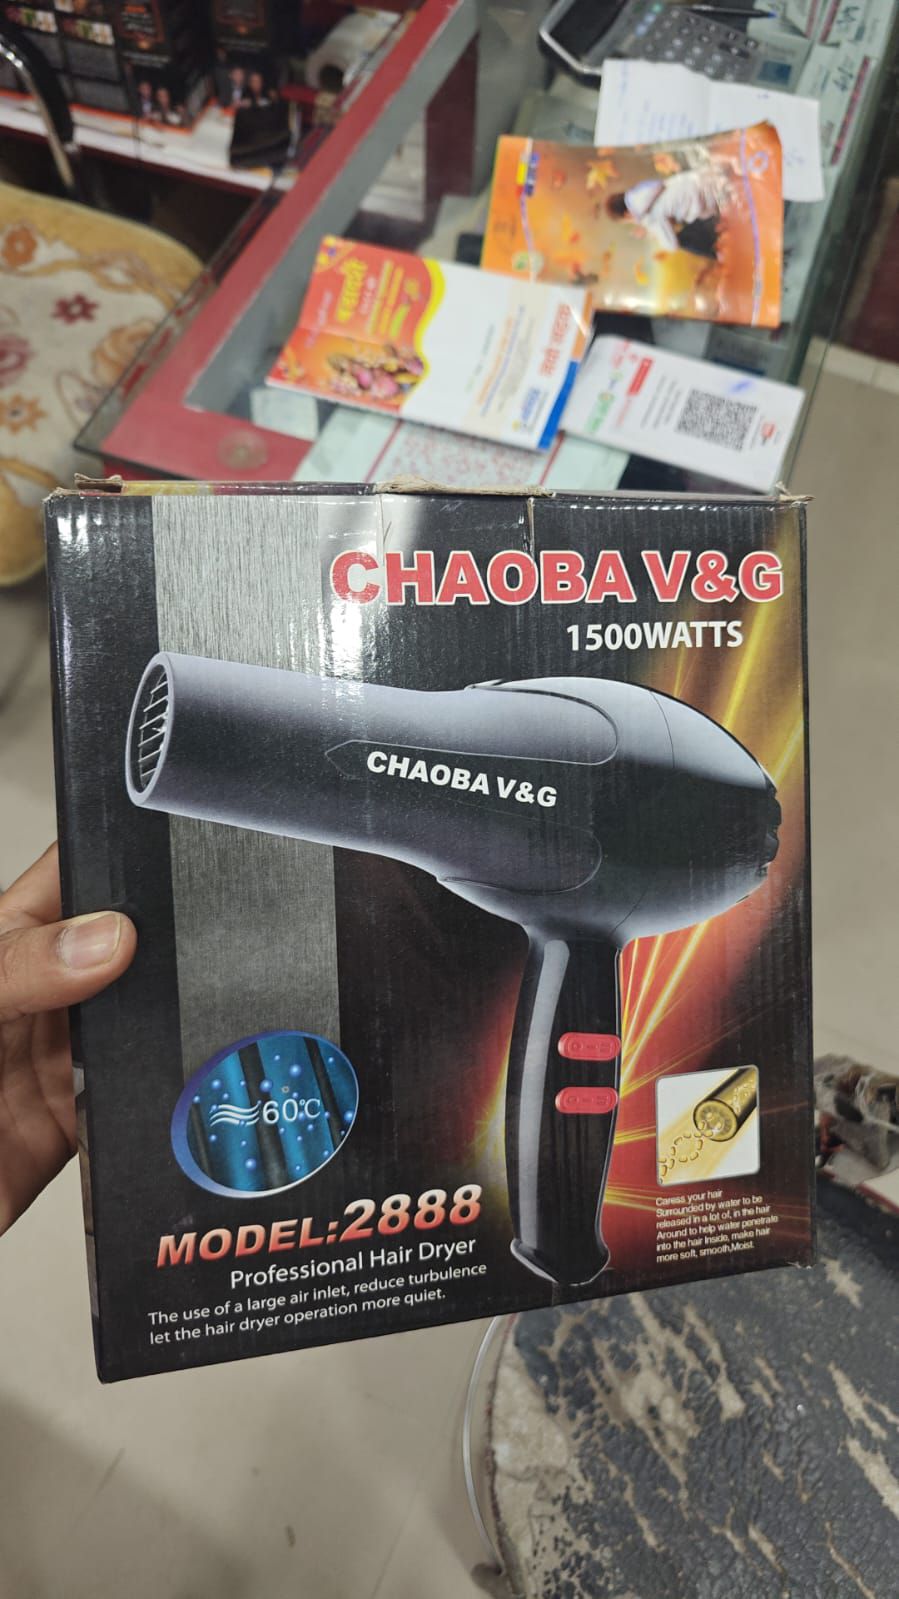 CHAOBA V&G
1500WATTS
CHAOBA V&G
60℃
MODEL:2888
Professional Hair Dryer
The use of a large air inlet, reduce turbulence
let the hair dryer operation more quiet.
Caress your hair
Surrounded by water to be
released in a lot of, in the hair
Around to help water penetrate
into the hair Inside, make hair
more soft, smooth,Moist.